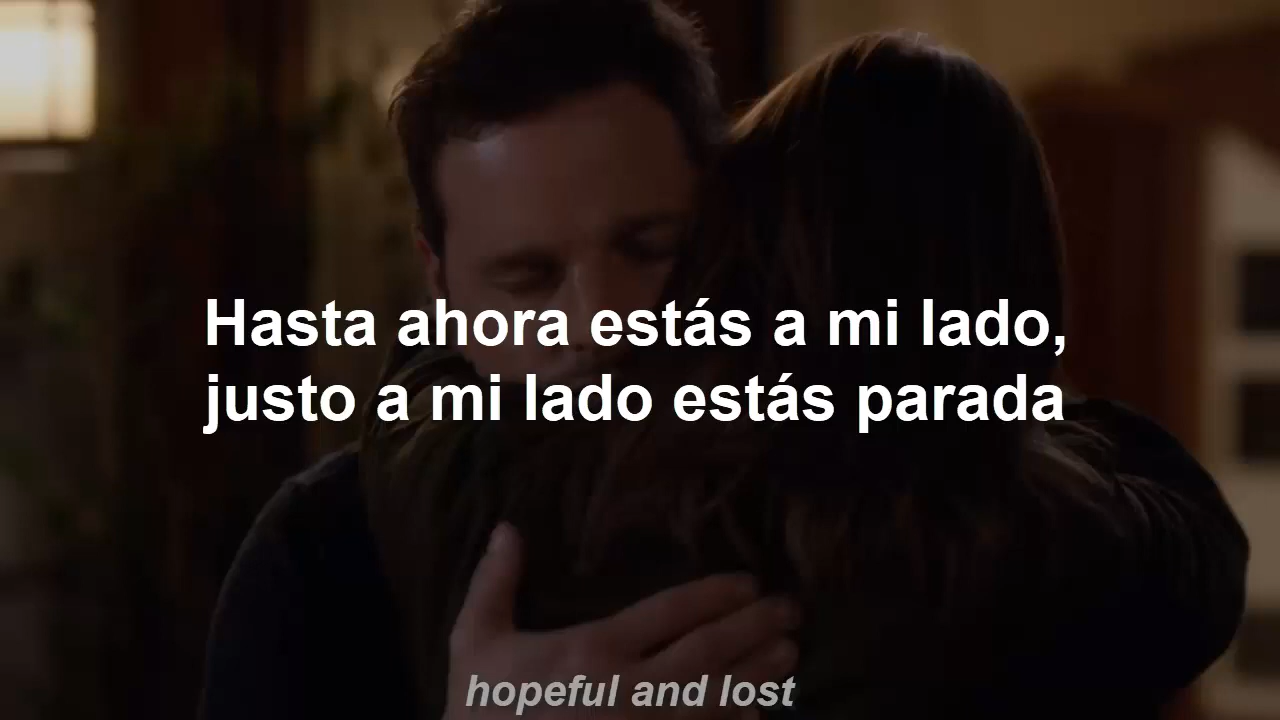 Hasta ahora estás a mi lado,
justo a mi lado estás parada
hopeful and lost